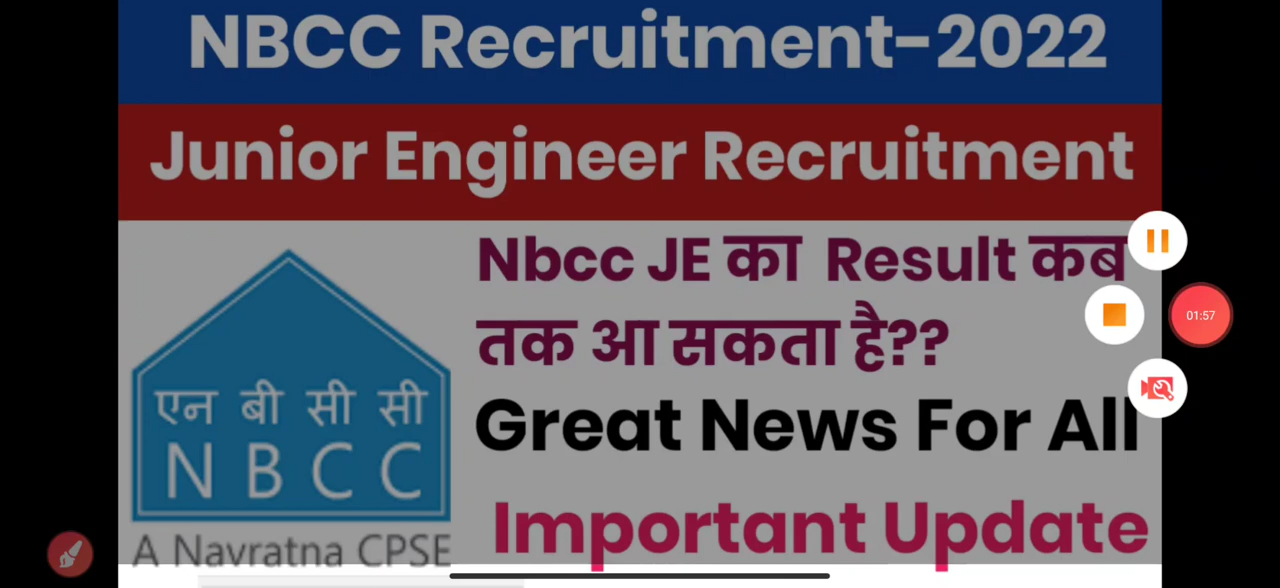 NBCC Recruitment-2022
Junior Engineer Recruitment
Nbcc JE का Result कब
तक आ सकता है??
Great News For All
Important Update
एन बी सी सी
NBCC
A Navratna CPSE
01:57